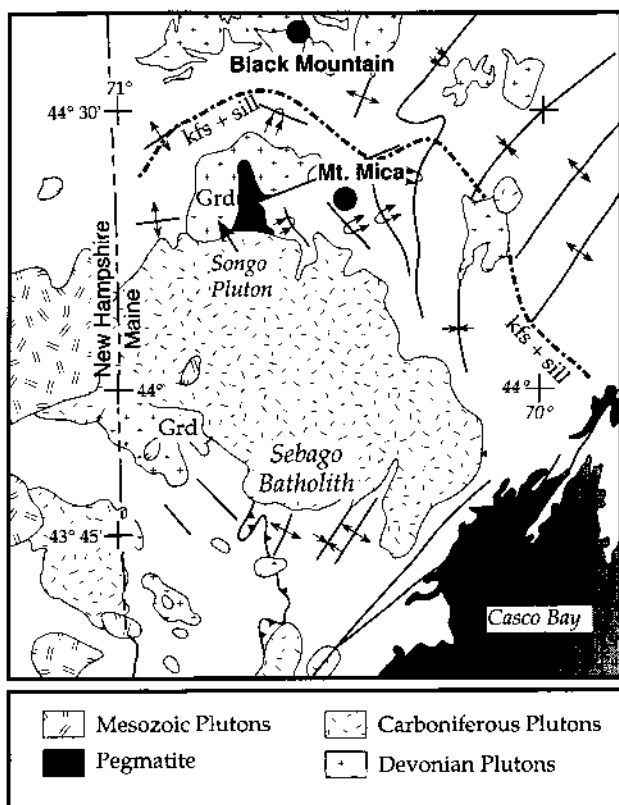 Black Mountain
71°
44° 30'
kfs + sill
Mt. Mica
Grd
Songo
Pluton
New Hampshire
Maine
kfs + sill
44°
44°
70°
Grd
Sebago
Batholith
43° 45'
Casco Bay
Mesozoic Plutons
Carboniferous Plutons
Pegmatite
Devonian Plutons